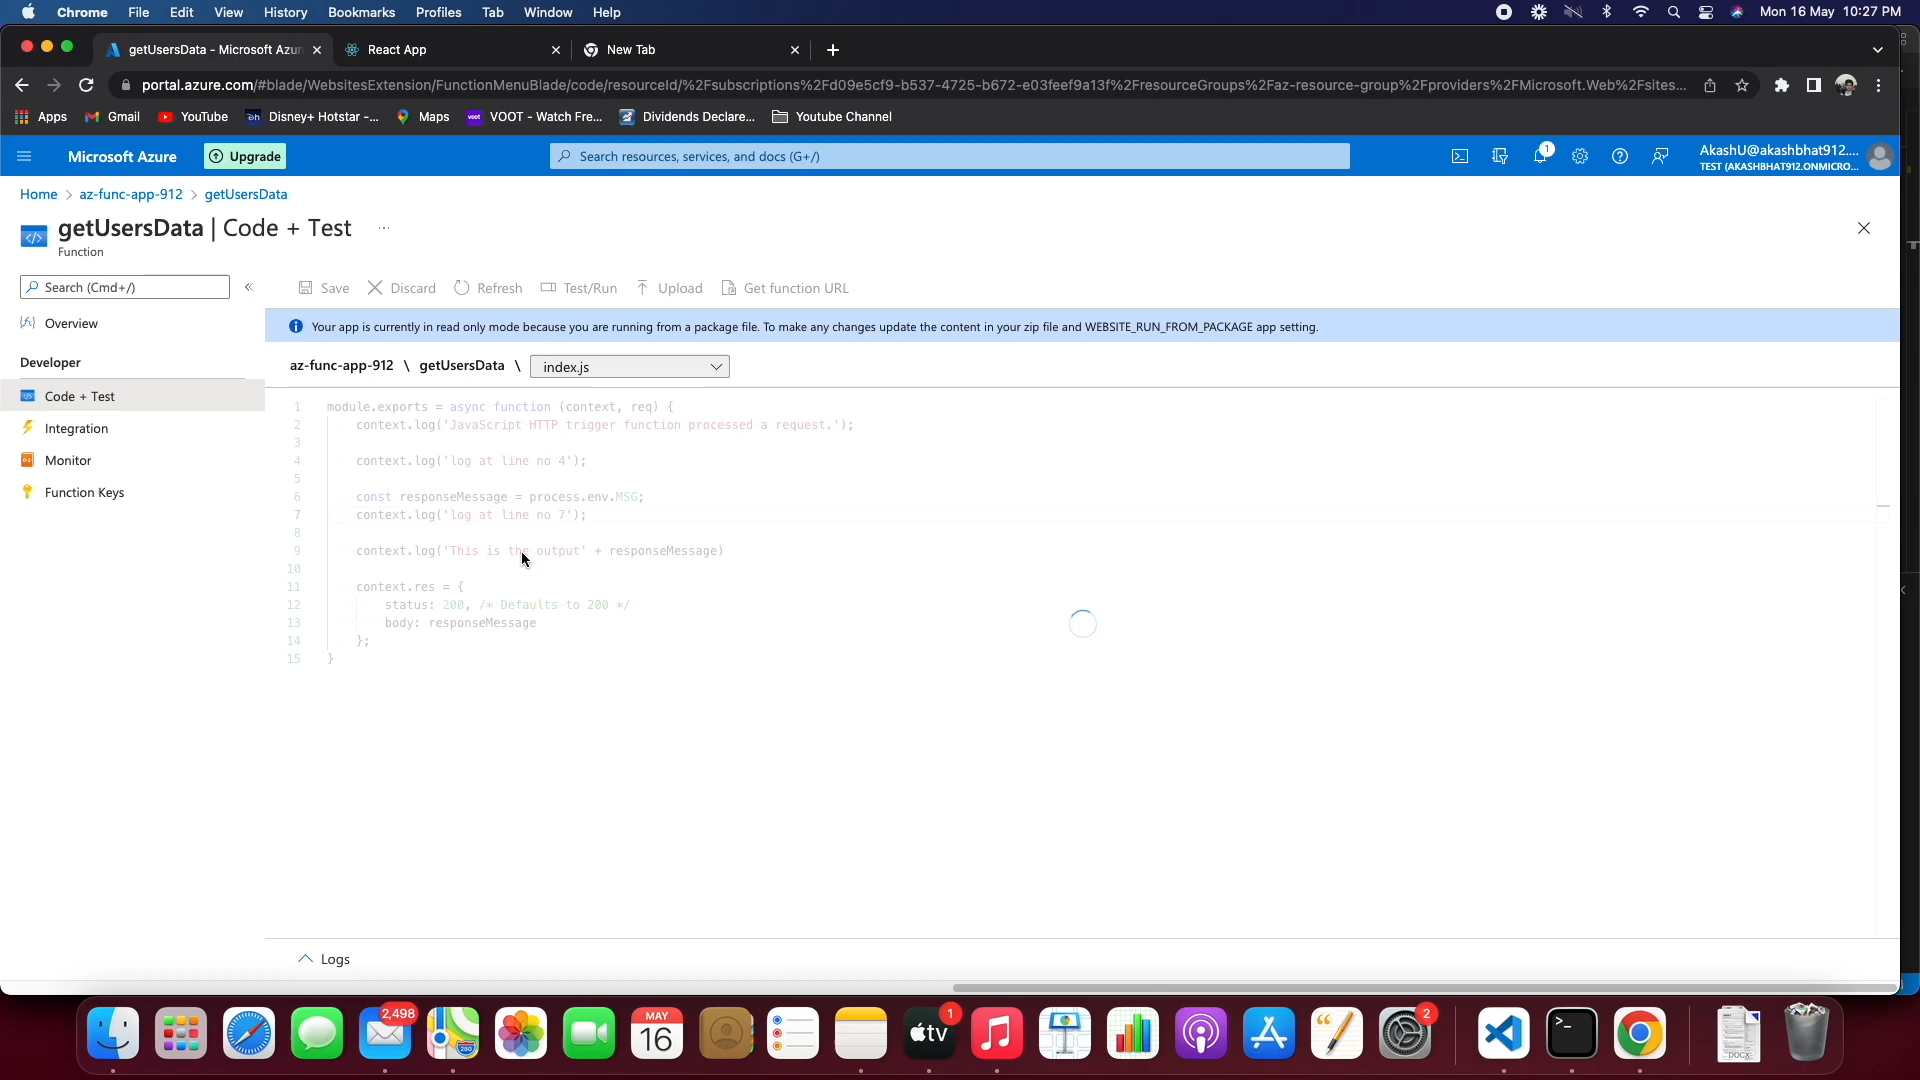 Chrome File Edit View History Bookmarks Profiles Tab Window Help Mon 16 May 10:27 PM
getUsersData - Microsoft Azur React App New Tab
portal.azure.com/#blade/WebsitesExtension/FunctionMenuBlade/code/resourceId/%2Fsubscriptions%2Fd09e5cf9-b537-4725-b672-e03feef9a13f%2FresourceGroups%2Faz-resource-group%2Fproviders%2FMicrosoft.Web%2Fsites...
Apps Gmail YouTube Disney+ Hotstar -... Maps VOOT - Watch Fre... Dividends Declare... Youtube Channel
Microsoft Azure Upgrade Search resources, services, and docs (G+/) 1 AkashU@akashbhat912....
TEST (AKASHBHAT912.ONMICRO...
Home > az-func-app-912 > getUsersData
getUsersData | Code + Test ...
Function
Search (Cmd+/) « Save Discard Refresh Test/Run Upload Get function URL
Overview
Your app is currently in read only mode because you are running from a package file. To make any changes update the content in your zip file and WEBSITE_RUN_FROM_PACKAGE app setting.
Developer
az-func-app-912 \ getUsersData \ index.js
Code + Test
Integration
Monitor
Function Keys
1 module.exports = async function (context, req) {
2 context.log('JavaScript HTTP trigger function processed a request.');
3
4 context.log('log at line no 4');
5
6 const responseMessage = process.env.MSG;
7 context.log('log at line no 7');
8
9 context.log('This is the output' + responseMessage)
10
11 context.res = {
12 status: 200, /* Defaults to 200 */
13 body: responseMessage
14 };
15 }
Logs
2,498
280
MAY
16
tv
1
2
>_
DOCX